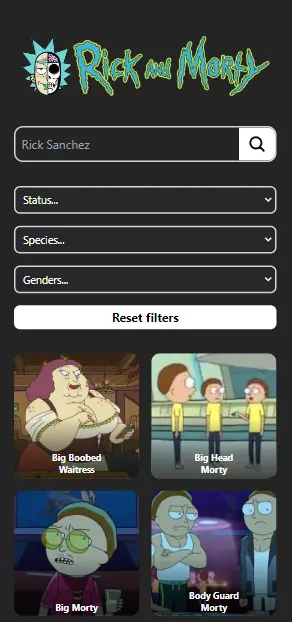 Rick and Morty
Rick Sanchez
Status...
Species...
Genders...
Reset filters
Big Boobed
Waitress
Big Head
Morty
Big Morty
Body Guard
Morty